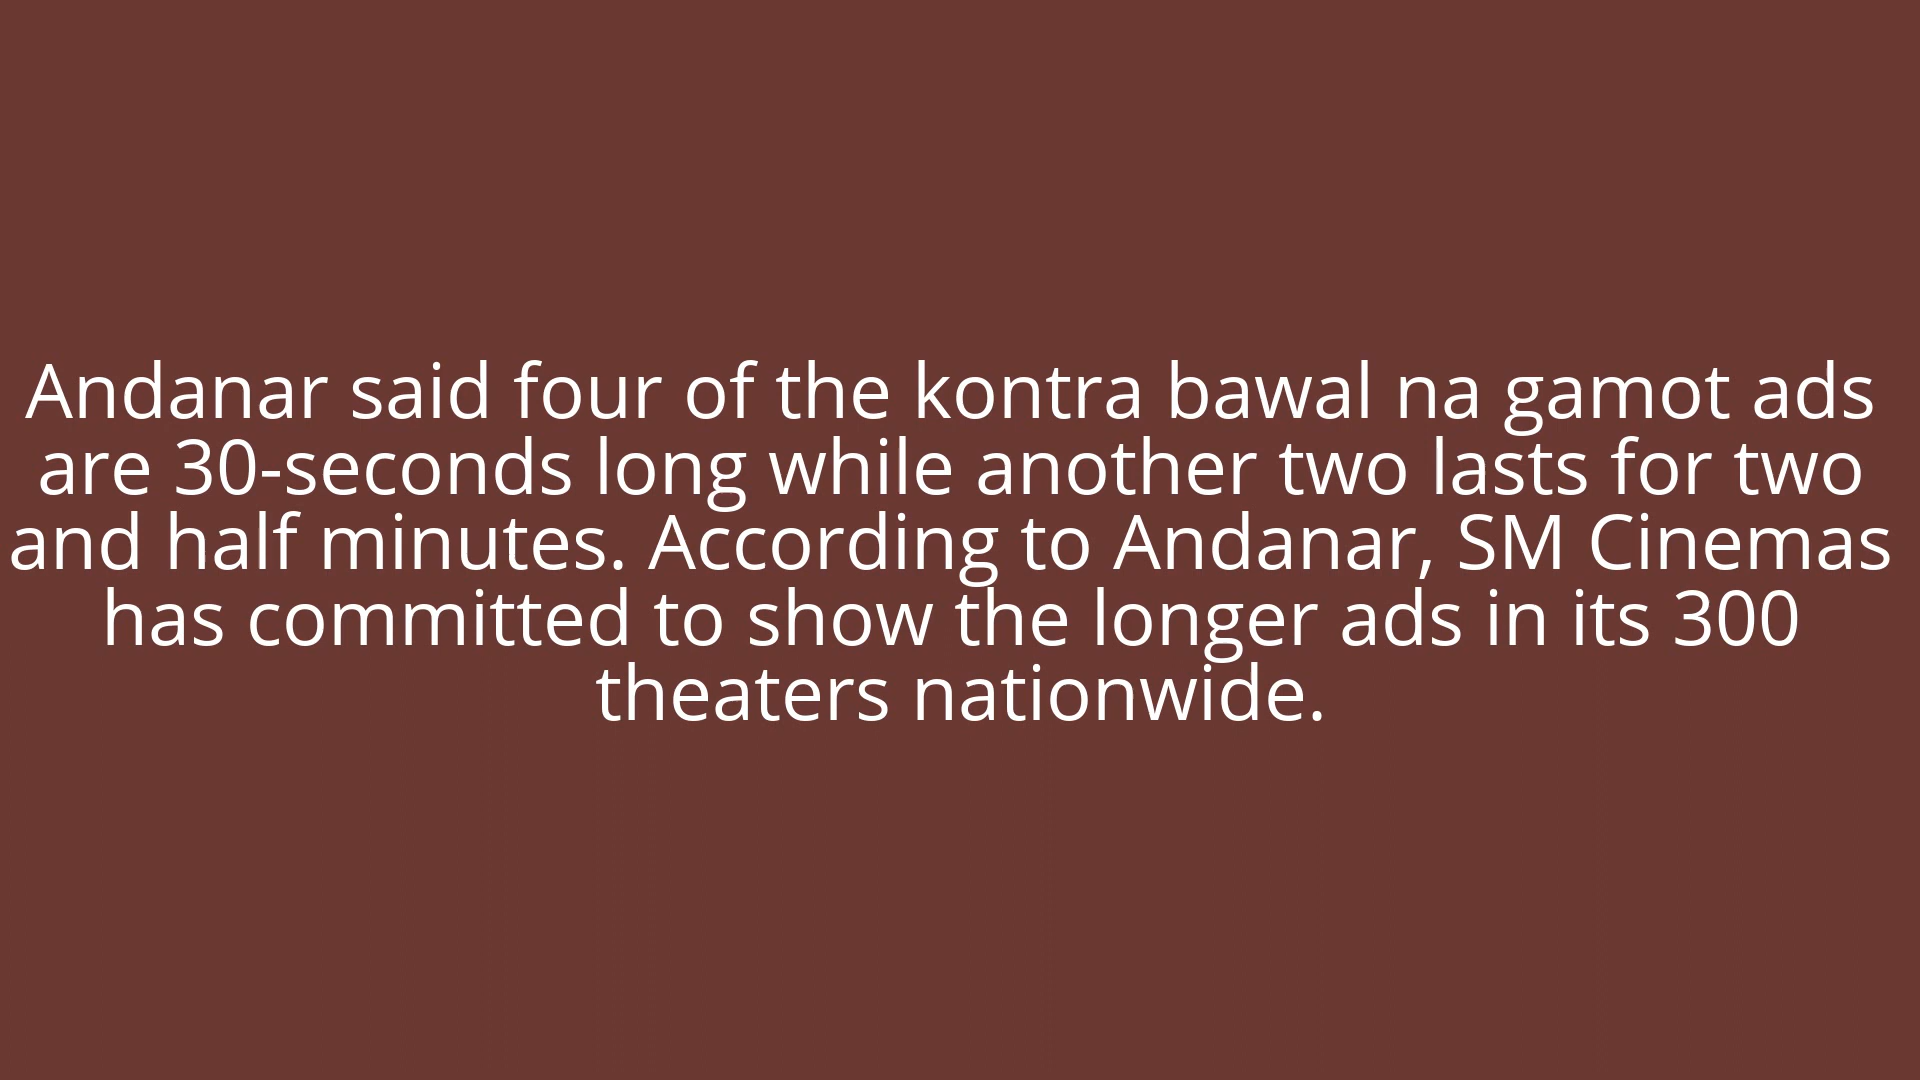 Andanar said four of the kontra bawal na gamot ads
are 30-seconds long while another two lasts for two
and half minutes. According to Andanar, SM Cinemas
has committed to show the longer ads in its 300
theaters nationwide.